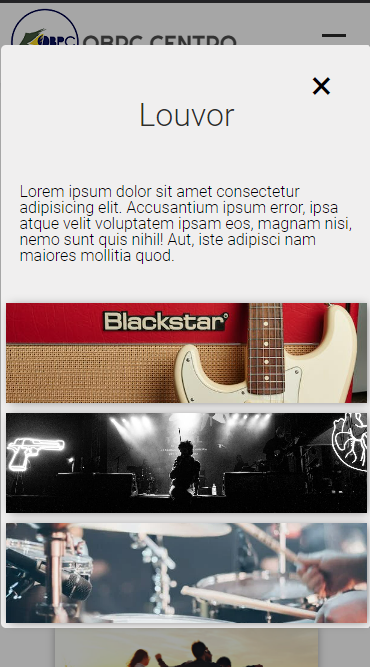 OBPC
OBPC CENTRO
×
Louvor
Lorem ipsum dolor sit amet consectetur
adipisicing elit. Accusantium ipsum error, ipsa
atque velit voluptatem ipsam eos, magnam nisi,
nemo sunt quis nihil! Aut, iste adipisci nam
maiores mollitia quod.
Blackstar